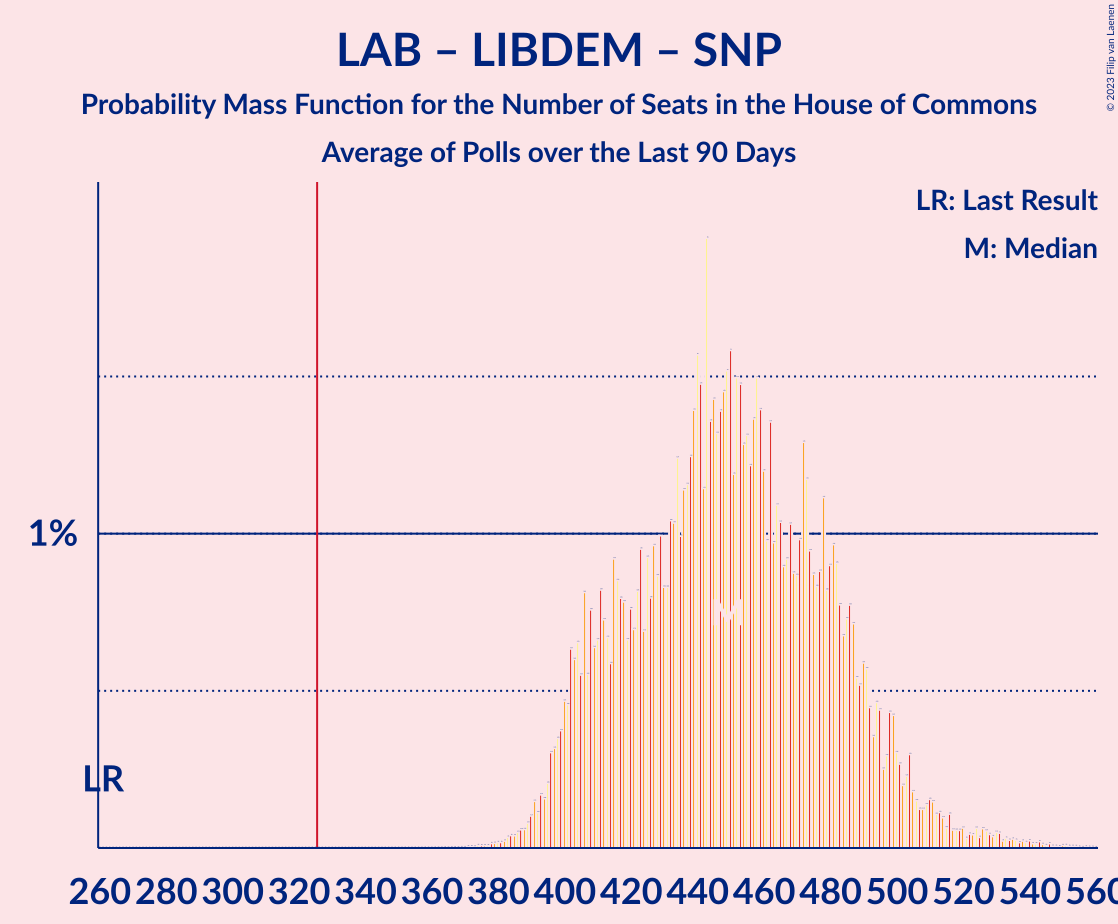 LAB – LIBDEM – SNP
Probability Mass Function for the Number of Seats in the House of Commons
Average of Polls over the Last 90 Days
© 2023 Filip van Laenen
LR: Last Result
M: Median
1%
M
LR
260 280 300 320 340 360 380 400 420 440 460 480 500 520 540 560